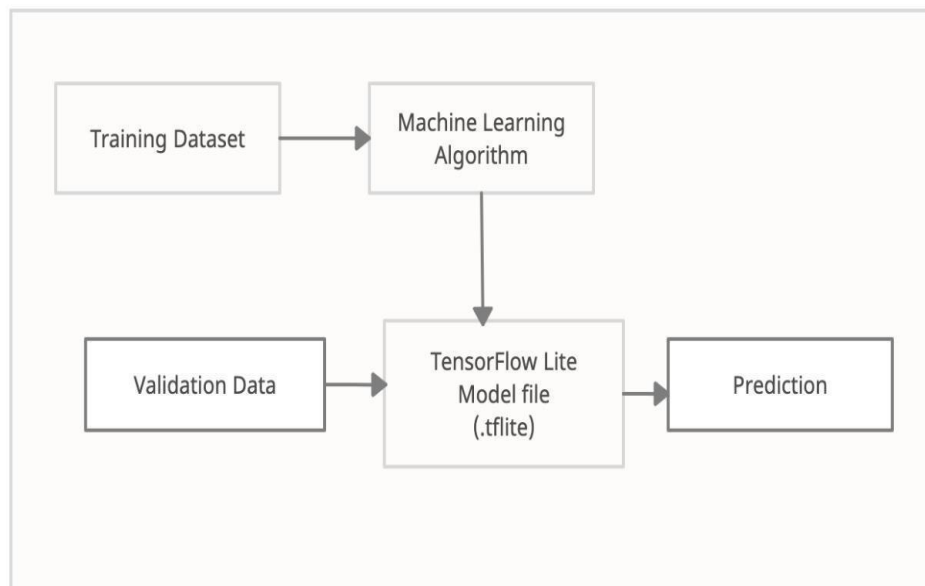 Training Dataset
Machine Learning
Algorithm
Validation Data
TensorFlow Lite
Model file
(.tflite)
Prediction